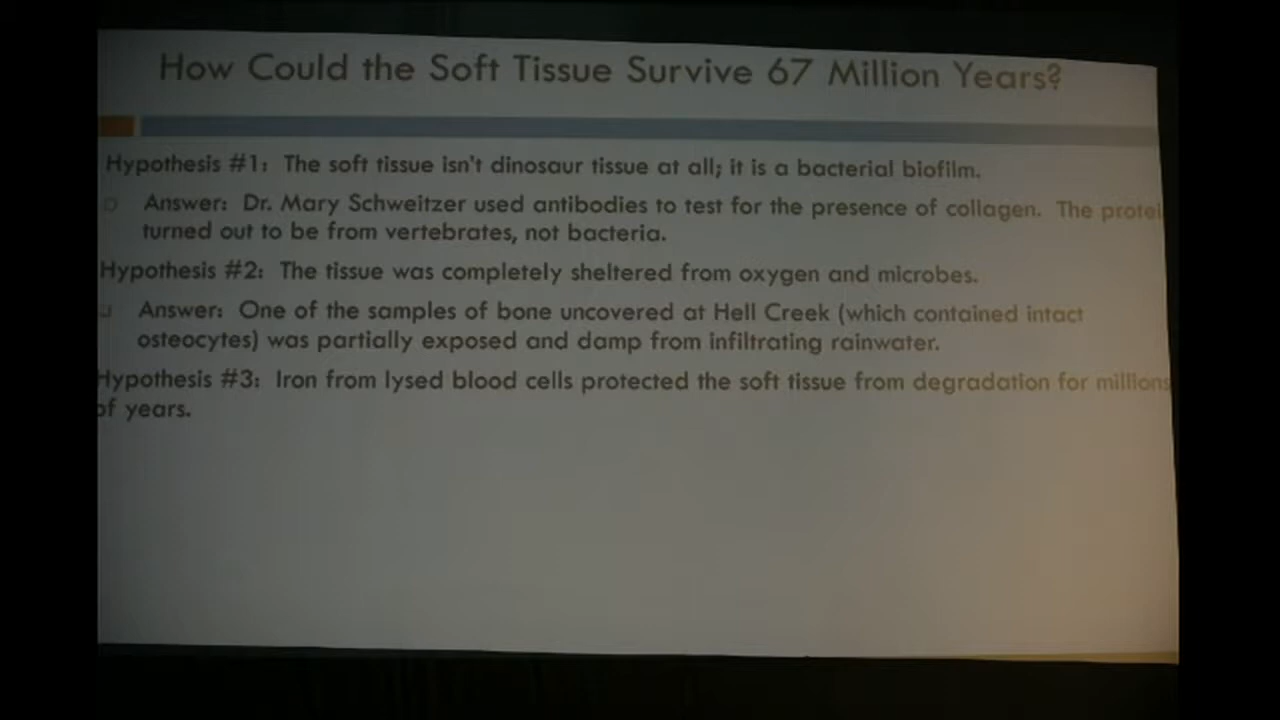 How Could the Soft Tissue Survive 67 Million Years?
Hypothesis #1: The soft tissue isn't dinosaur tissue at all; it is a bacterial biofilm.
Answer: Dr. Mary Schweitzer used antibodies to test for the presence of collagen. The protei
turned out to be from vertebrates, not bacteria.
Hypothesis #2: The tissue was completely sheltered from oxygen and microbes.
Answer: One of the samples of bone uncovered at Hell Creek (which contained intact
osteocytes) was partially exposed and damp from infiltrating rainwater.
Hypothesis #3: Iron from lysed blood cells protected the soft tissue from degradation for millions
of years.